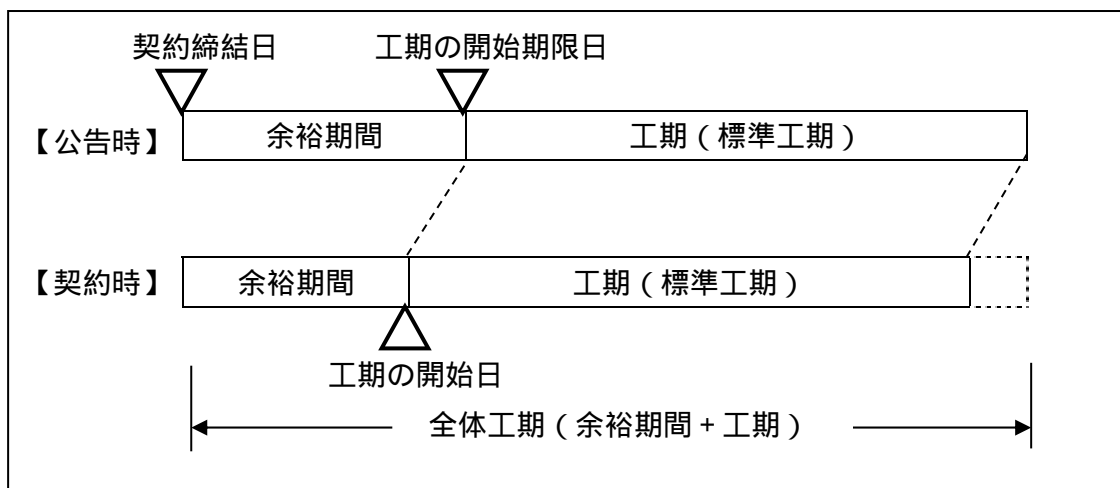 契約締結日 工期の開始期限日
【公告時】 余裕期間 工期(標準工期)
【契約時】 余裕期間 工期(標準工期)
工期の開始日
全体工期(余裕期間+工期)